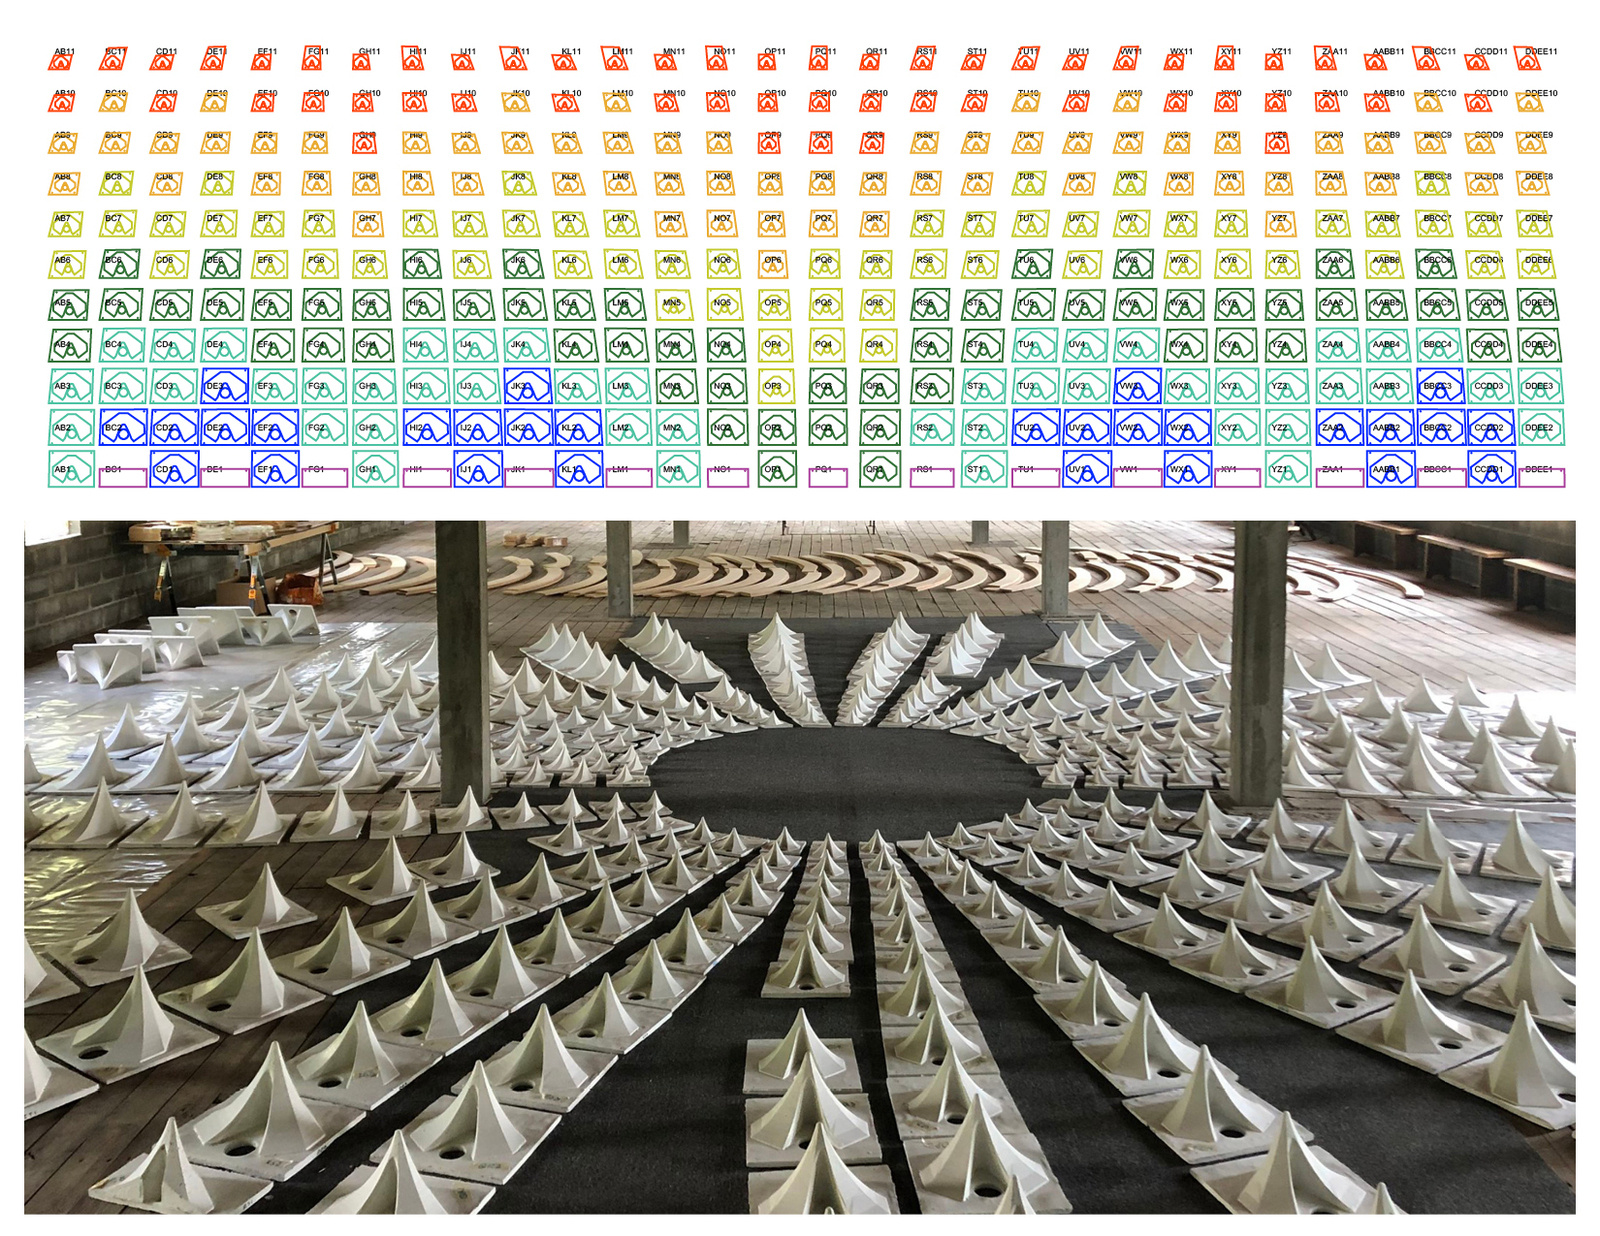 AB11 BC11 CD11 DE11 EF11 FG11 GH11 HI11 IJ11 JK11 KL11 LM11 MN11 NO11 OP11 PQ11 QR11 RS11 ST11 TU11 UV11 VW11 WX11 XY11 YZ11 ZAA11 AABB11 BBCC11 CCDD11 DDEE11
AB10 BC10 CD10 DE10 EF10 FG10 GH10 HI10 IJ10 JK10 KL10 LM10 MN10 NO10 OP10 PQ10 QR10 RS10 ST10 TU10 UV10 VW10 WX10 XY10 YZ10 ZAA10 AABB10 BBCC10 CCDD10 DDEE10
AB9 BC9 CD9 DE9 EF9 FG9 GH9 HI9 IJ9 JK9 KL9 LM9 MN9 NO9 OP9 PQ9 QR9 RS9 ST9 TU9 UV9 VW9 WX9 XY9 YZ9 ZAA9 AABB9 BBCC9 CCDD9 DDEE9
AB8 BC8 CD8 DE8 EF8 FG8 GH8 HI8 IJ8 JK8 KL8 LM8 MN8 NO8 OP8 PQ8 QR8 RS8 ST8 TU8 UV8 VW8 WX8 XY8 YZ8 ZAA8 AABB8 BBCC8 CCDD8 DDEE8
AB7 BC7 CD7 DE7 EF7 FG7 GH7 HI7 IJ7 JK7 KL7 LM7 MN7 NO7 OP7 PQ7 QR7 RS7 ST7 TU7 UV7 VW7 WX7 XY7 YZ7 ZAA7 AABB7 BBCC7 CCDD7 DDEE7
AB6 BC6 CD6 DE6 EF6 FG6 GH6 HI6 IJ6 JK6 KL6 LM6 MN6 NO6 OP6 PQ6 QR6 RS6 ST6 TU6 UV6 VW6 WX6 XY6 YZ6 ZAA6 AABB6 BBCC6 CCDD6 DDEE6
AB5 BC5 CD5 DE5 EF5 FG5 GH5 HI5 IJ5 JK5 KL5 LM5 MN5 NO5 OP5 PQ5 QR5 RS5 ST5 TU5 UV5 VW5 WX5 XY5 YZ5 ZAA5 AABB5 BBCC5 CCDD5 DDEE5
AB4 BC4 CD4 DE4 EF4 FG4 GH4 HI4 IJ4 JK4 KL4 LM4 MN4 NO4 OP4 PQ4 QR4 RS4 ST4 TU4 UV4 VW4 WX4 XY4 YZ4 ZAA4 AABB4 BBCC4 CCDD4 DDEE4
AB3 BC3 CD3 DE3 EF3 FG3 GH3 HI3 IJ3 JK3 KL3 LM3 MN3 NO3 OP3 PQ3 QR3 RS3 ST3 TU3 UV3 VW3 WX3 XY3 YZ3 ZAA3 AABB3 BBCC3 CCDD3 DDEE3
AB2 BC2 CD2 DE2 EF2 FG2 GH2 HI2 IJ2 JK2 KL2 LM2 MN2 NO2 OP2 PQ2 QR2 RS2 ST2 TU2 UV2 VW2 WX2 XY2 YZ2 ZAA2 AABB2 BBCC2 CCDD2 DDEE2
AB1 BC1 CD1 DE1 EF1 FG1 GH1 HI1 IJ1 JK1 KL1 LM1 MN1 NO1 OP1 PQ1 QR1 RS1 ST1 TU1 UV1 VW1 WX1 XY1 YZ1 ZAA1 AABB1 BBCC1 CCDD1 DDEE1